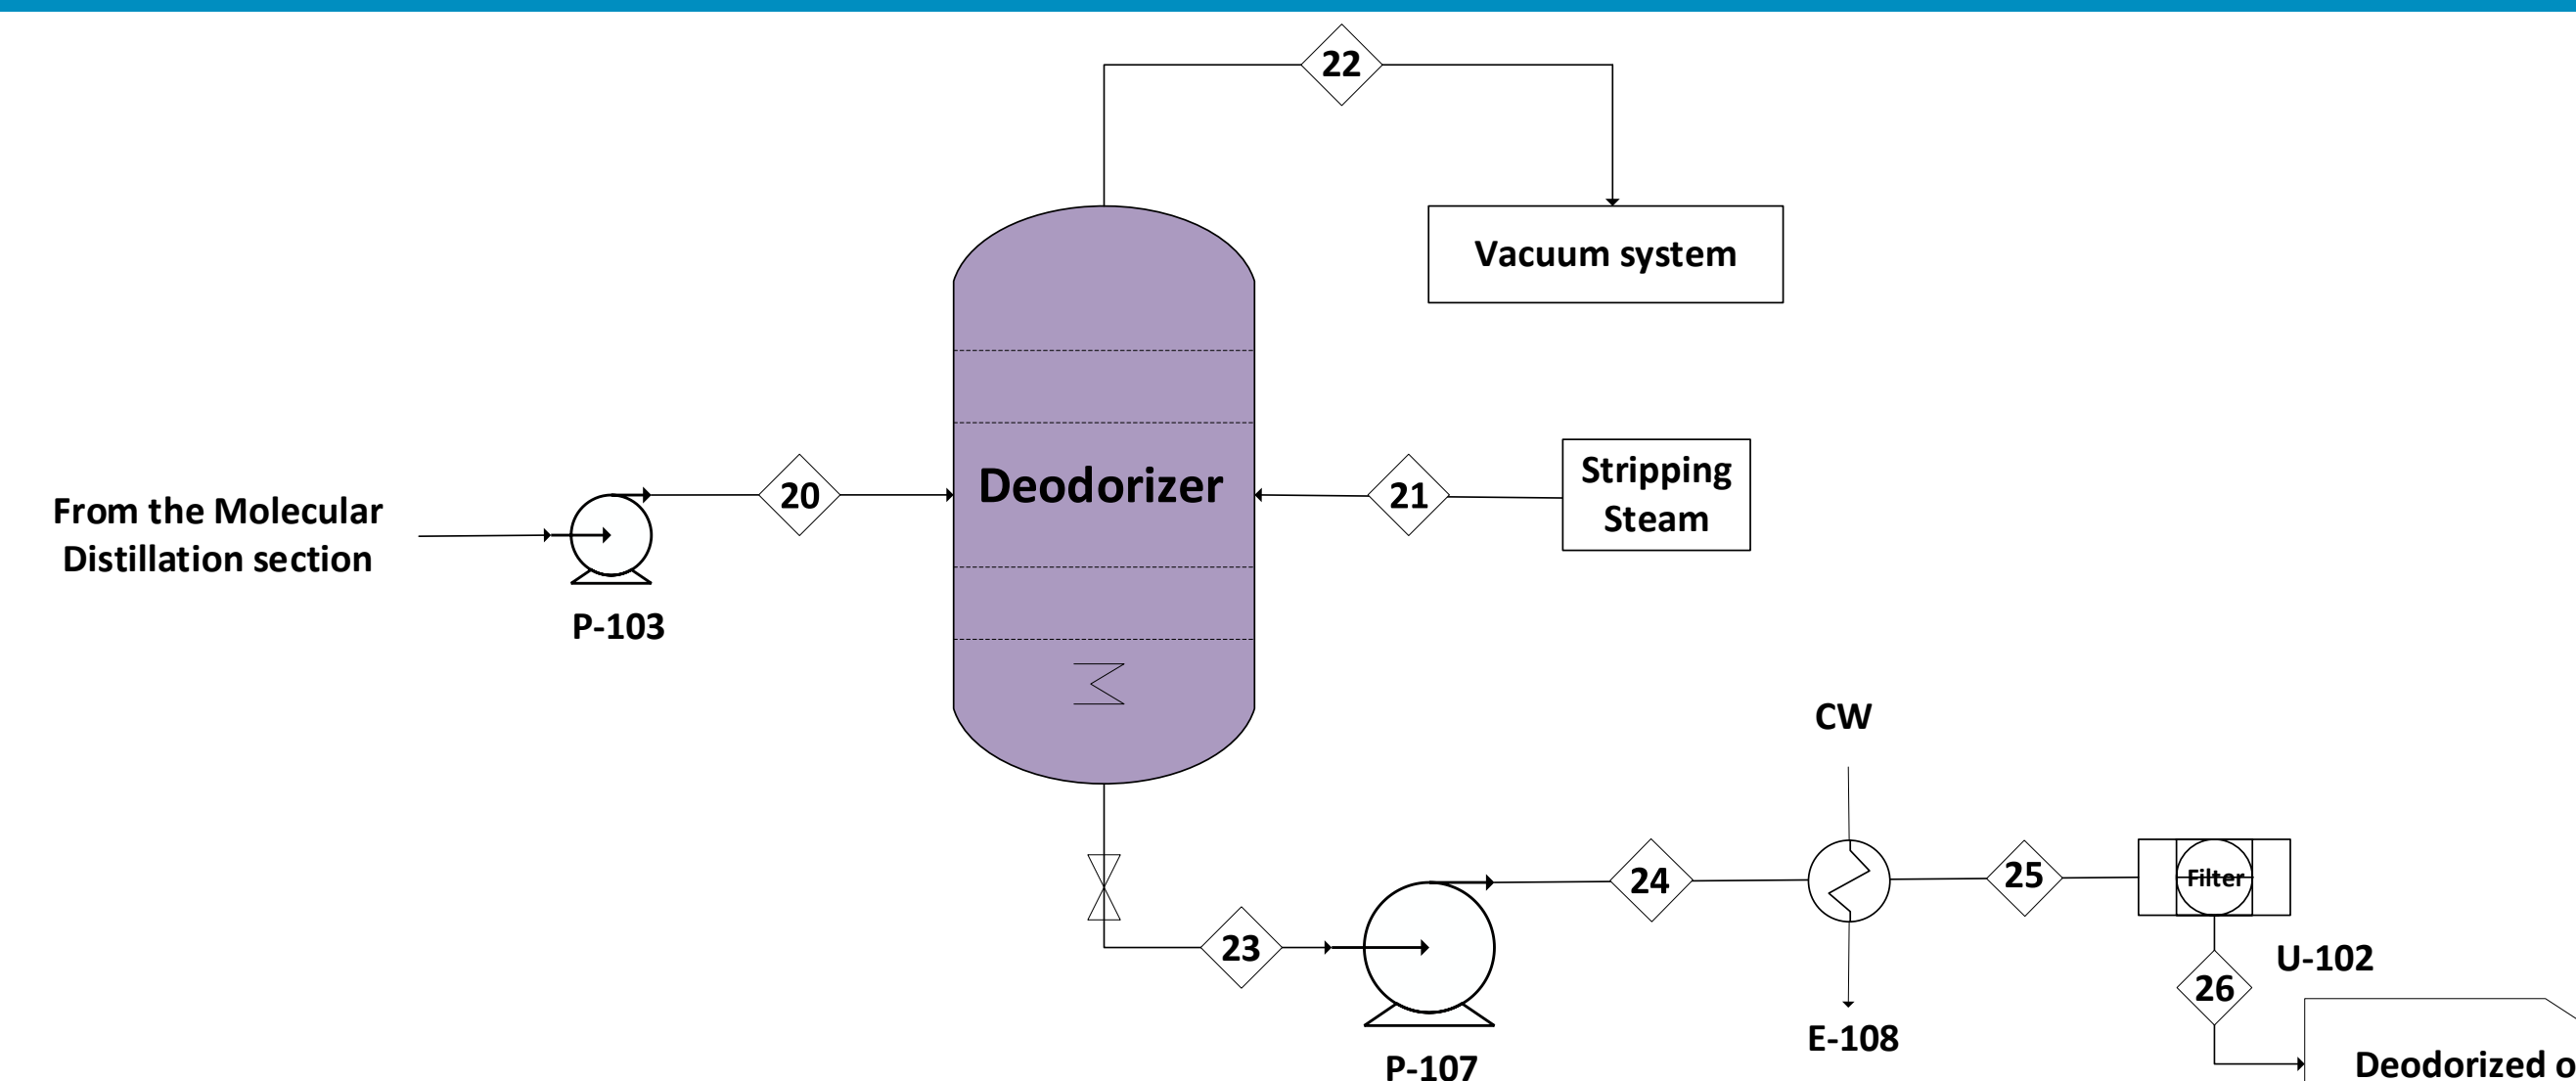 22
Vacuum system
Deodorizer
From the Molecular
Distillation section
20
21
Stripping
Steam
P-103
CW
24
25
Filter
23
U-102
26
E-108
P-107
Deodorized